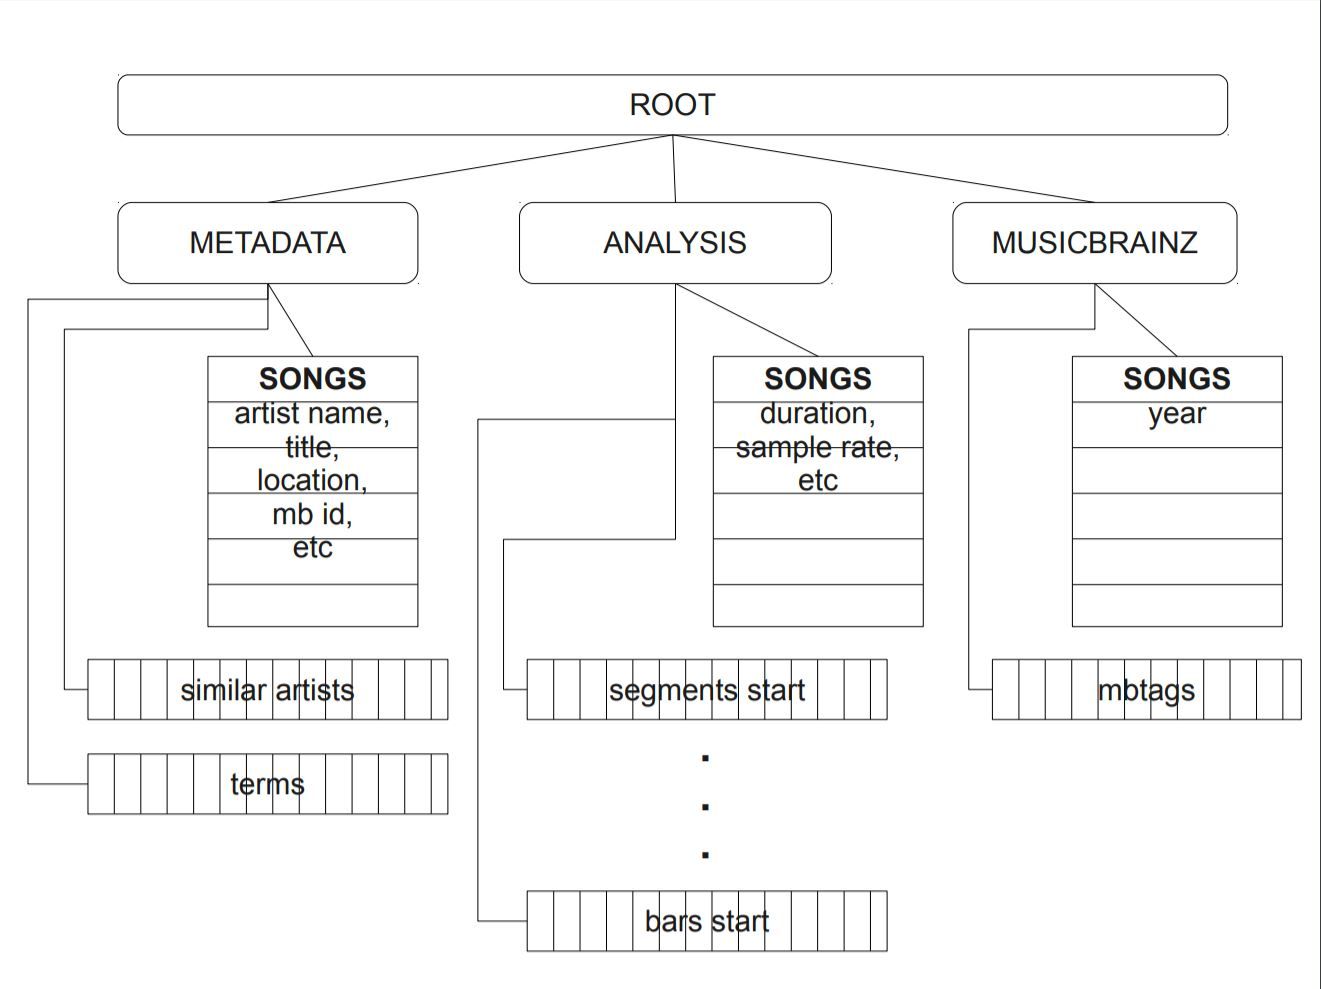 ROOT
METADATA
ANALYSIS
MUSICBRAINZ
SONGS
artist name,
title,
location,
mb id,
etc
SONGS
duration,
sample rate,
etc
SONGS
year
similar artists
segments start
mbtags
terms
bars start